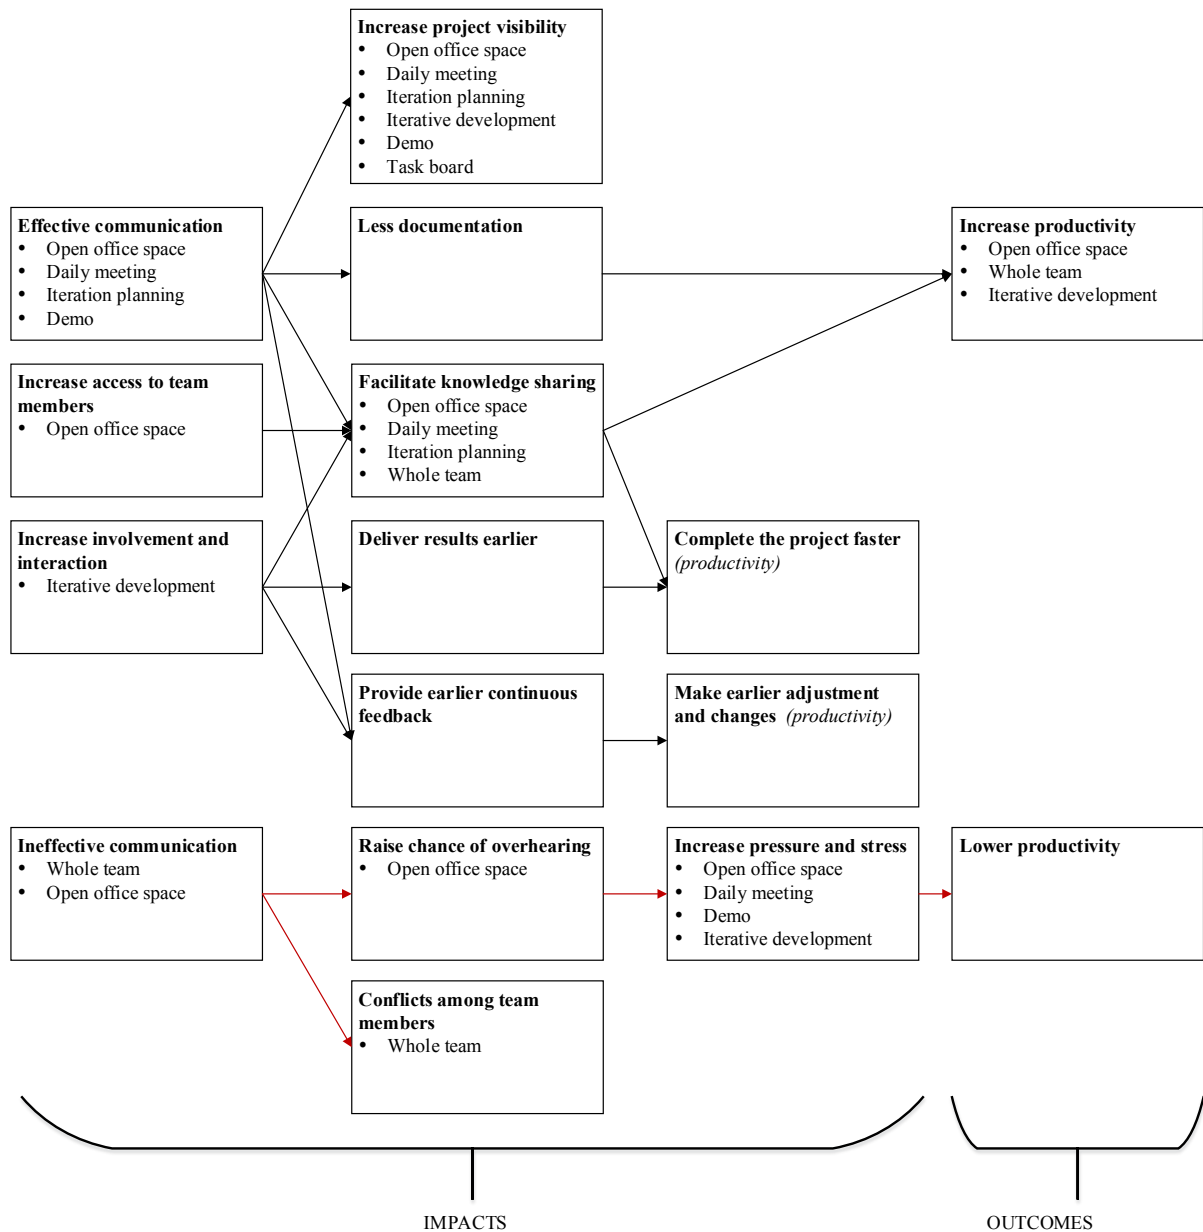 Increase project visibility
• Open office space
• Daily meeting
• Iteration planning
• Iterative development
• Demo
• Task board
Effective communication
• Open office space
• Daily meeting
• Iteration planning
• Demo
Less documentation
Increase productivity
• Open office space
• Whole team
• Iterative development
Increase access to team
members
• Open office space
Facilitate knowledge sharing
• Open office space
• Daily meeting
• Iteration planning
• Whole team
Increase involvement and
interaction
• Iterative development
Deliver results earlier
Complete the project faster
(productivity)
Provide earlier continuous
feedback
Make earlier adjustment
and changes (productivity)
Ineffective communication
• Whole team
• Open office space
Raise chance of overhearing
• Open office space
Increase pressure and stress
• Open office space
• Daily meeting
• Demo
• Iterative development
Lower productivity
Conflicts among team
members
• Whole team
IMPACTS
OUTCOMES